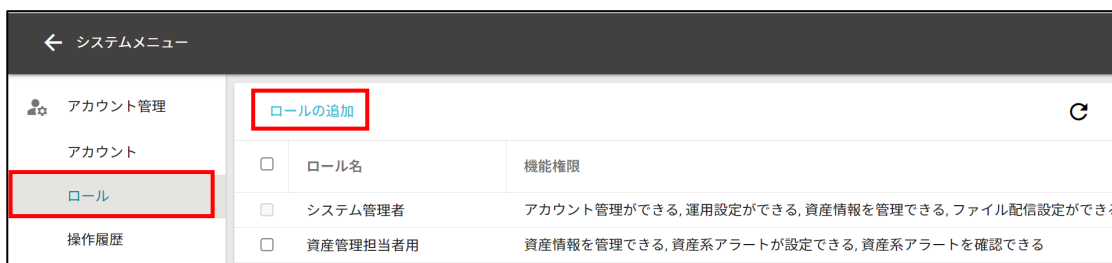 ← システムメニュー
アカウント管理
ロールの追加
アカウント
ロール名 機能権限
ロール
システム管理者 アカウント管理ができる, 運用設定ができる, 資産情報を管理できる, ファイル配信設定ができ
操作履歴
資産管理担当者用 資産情報を管理できる, 資産系アラートが設定できる, 資産系アラートを確認できる